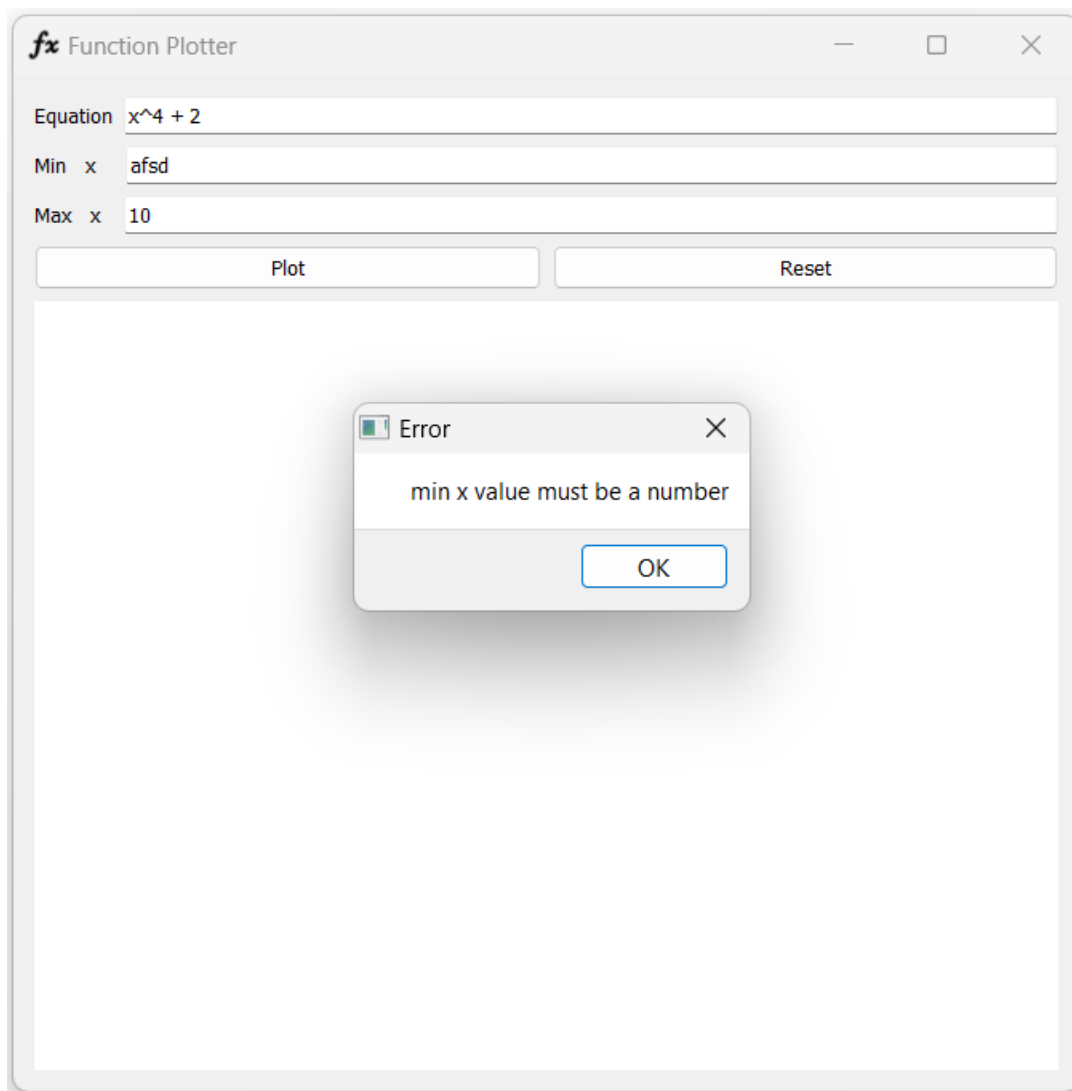 fx Function Plotter
Equation x^4 + 2
Min x afsd
Max x 10
Plot Reset
Error
min x value must be a number
OK